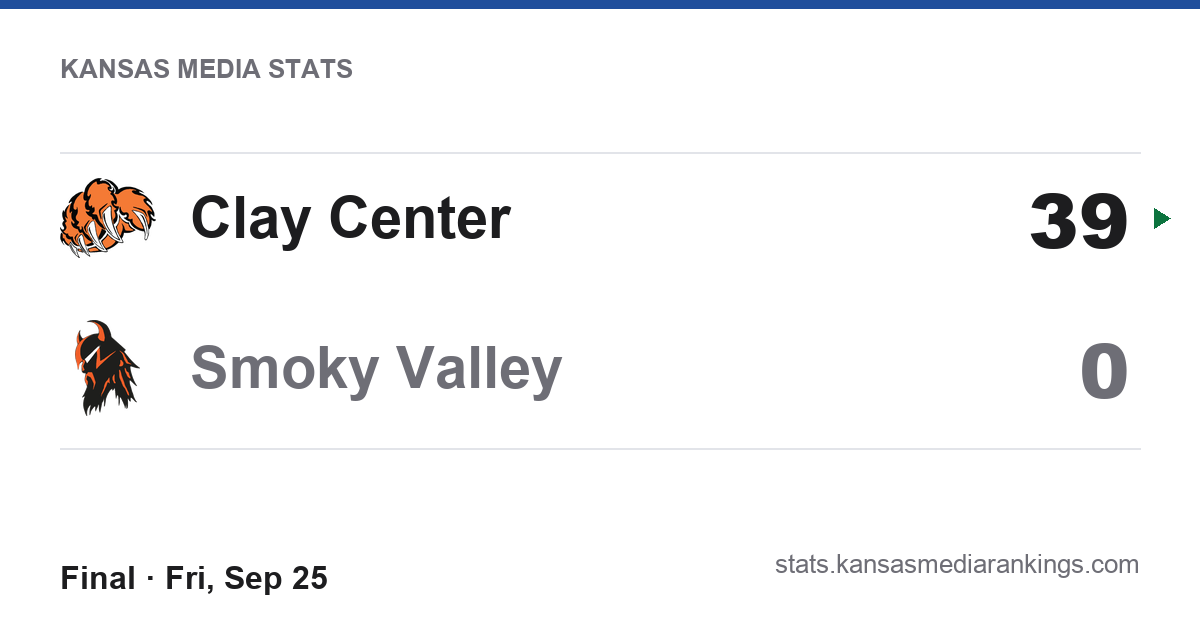 KANSAS MEDIA STATS
Clay Center 39
Smoky Valley 0
Final · Fri, Sep 25
stats.kansasmediarankings.com